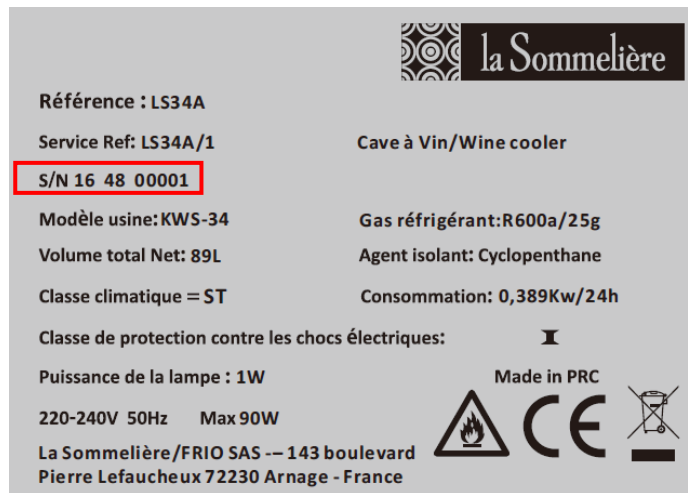 la Sommelière
Référence : LS34A
Service Ref: LS34A/1 Cave à Vin/Wine cooler
S/N 16 48 00001
Modèle usine: KWS-34 Gas réfrigérant:R600a/25g
Volume total Net: 89L Agent isolant: Cyclopenthane
Classe climatique = ST Consommation: 0,389Kw/24h
Classe de protection contre les chocs électriques: I
Puissance de la lampe : 1W Made in PRC
220-240V 50Hz Max 90W CE
La Sommelière/FRIO SAS -– 143 boulevard
Pierre Lefaucheux 72230 Arnage - France